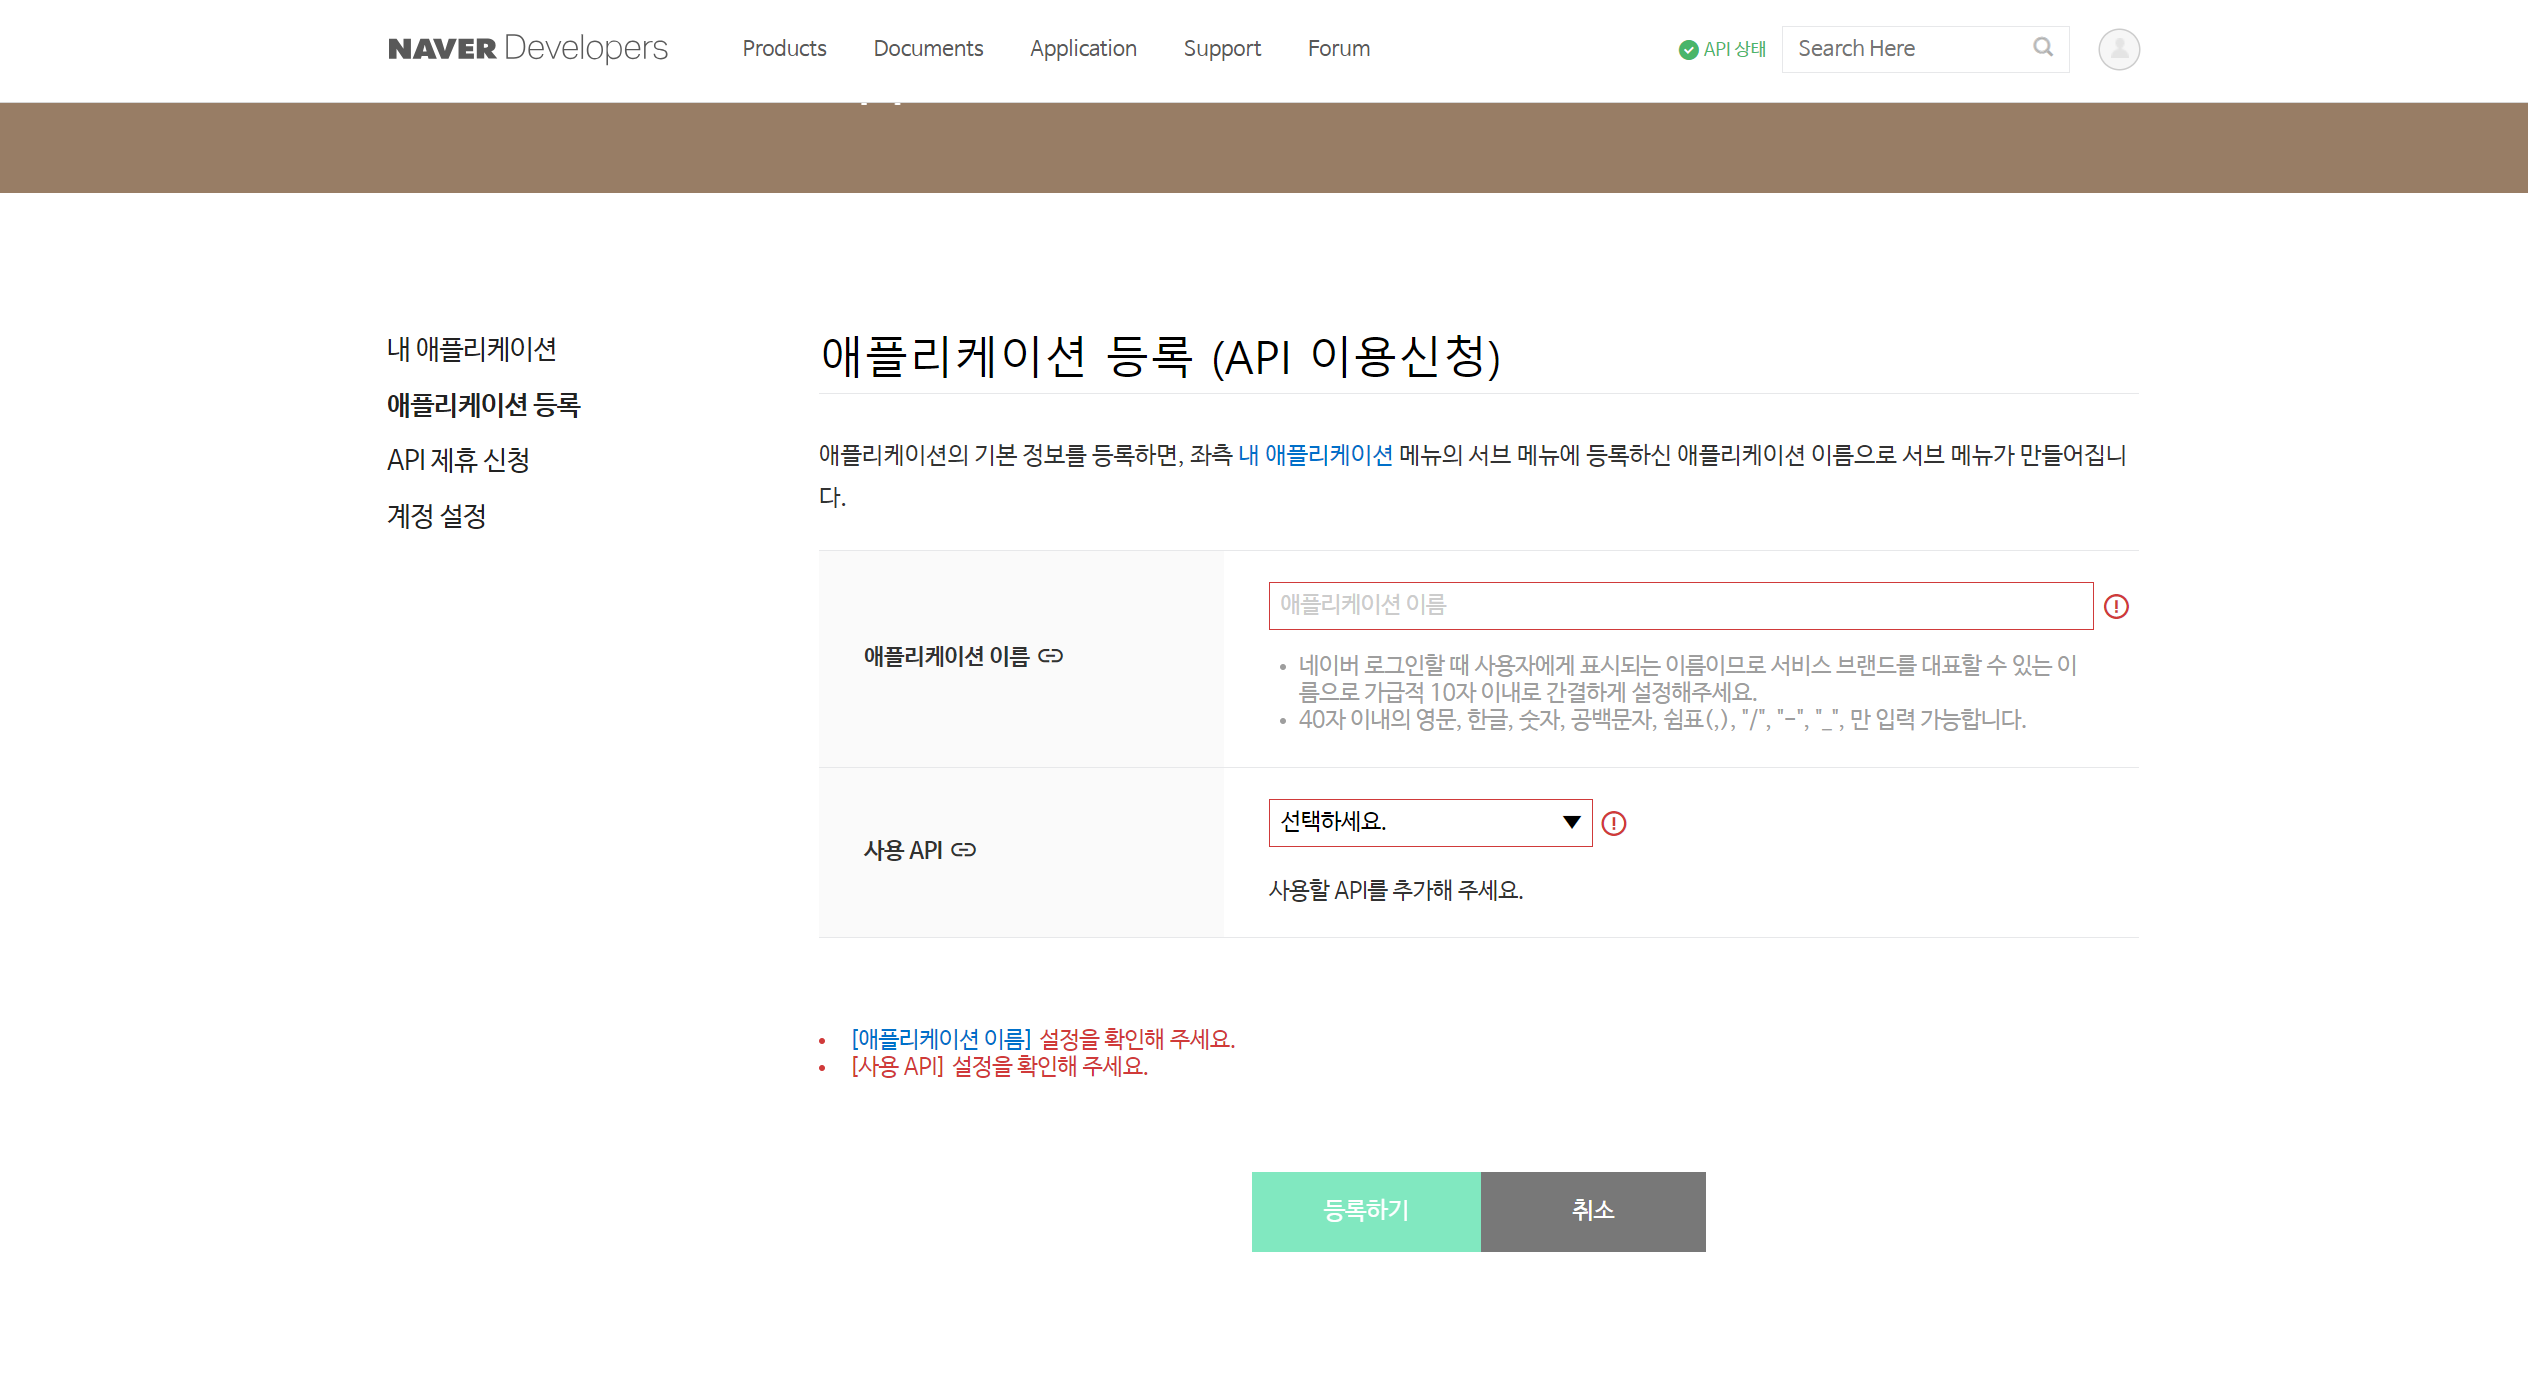 NAVER Developers
Products
Documents
Application
Support
Forum
API 상태
Search Here
내 애플리케이션
애플리케이션 등록
API 제휴 신청
계정 설정
애플리케이션 등록 (API 이용신청)
애플리케이션의 기본 정보를 등록하면, 좌측 내 애플리케이션 메뉴의 서브 메뉴에 등록하신 애플리케이션 이름으로 서브 메뉴가 만들어집니
다.
애플리케이션 이름
애플리케이션 이름
• 네이버 로그인할 때 사용자에게 표시되는 이름이므로 서비스 브랜드를 대표할 수 있는 이
름으로 가급적 10자 이내로 간결하게 설정해주세요.
• 40자 이내의 영문, 한글, 숫자, 공백문자, 쉼표(,), "/", "-", "_", 만 입력 가능합니다.
사용 API
선택하세요.
사용할 API를 추가해 주세요.
• [애플리케이션 이름] 설정을 확인해 주세요.
• [사용 API] 설정을 확인해 주세요.
등록하기
취소